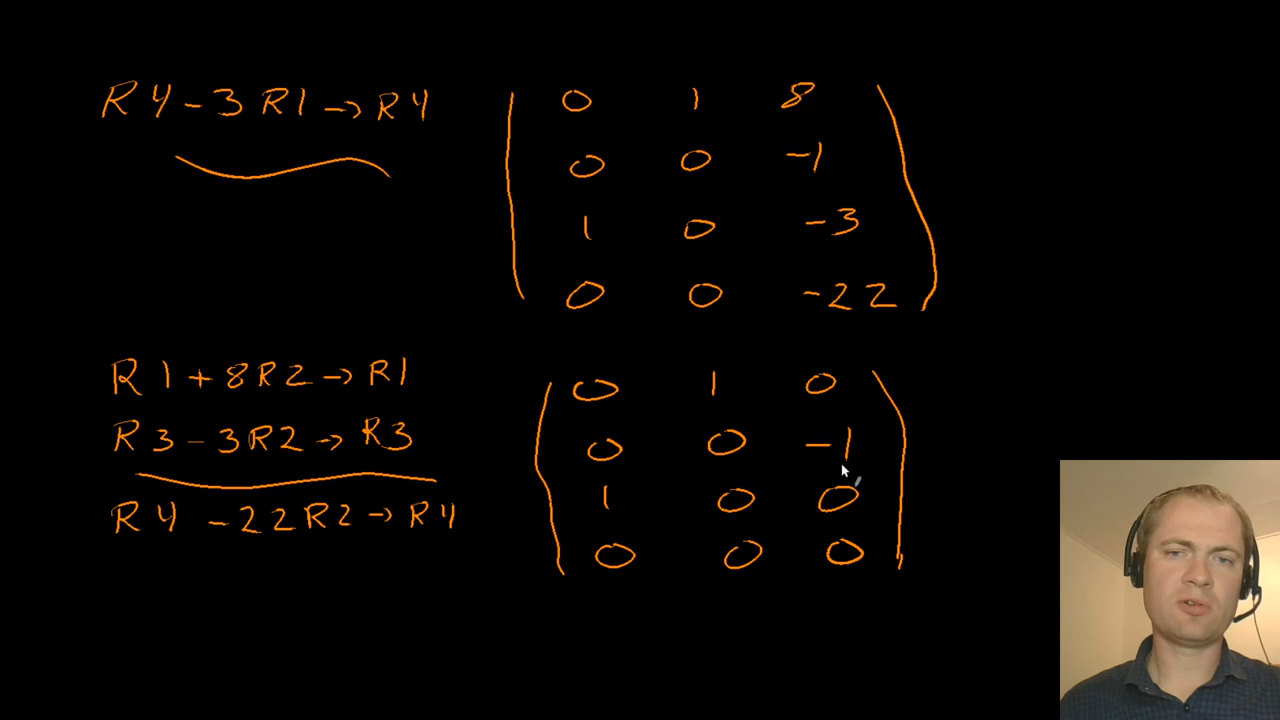 R4-3R1→R4
0 1 8
0 0 -1
1 0 -3
0 0 -22
R1+8R2→R1
R3-3R2→R3
R4-22R2→R4
0 1 0
0 0 -1
1 0 0
0 0 0